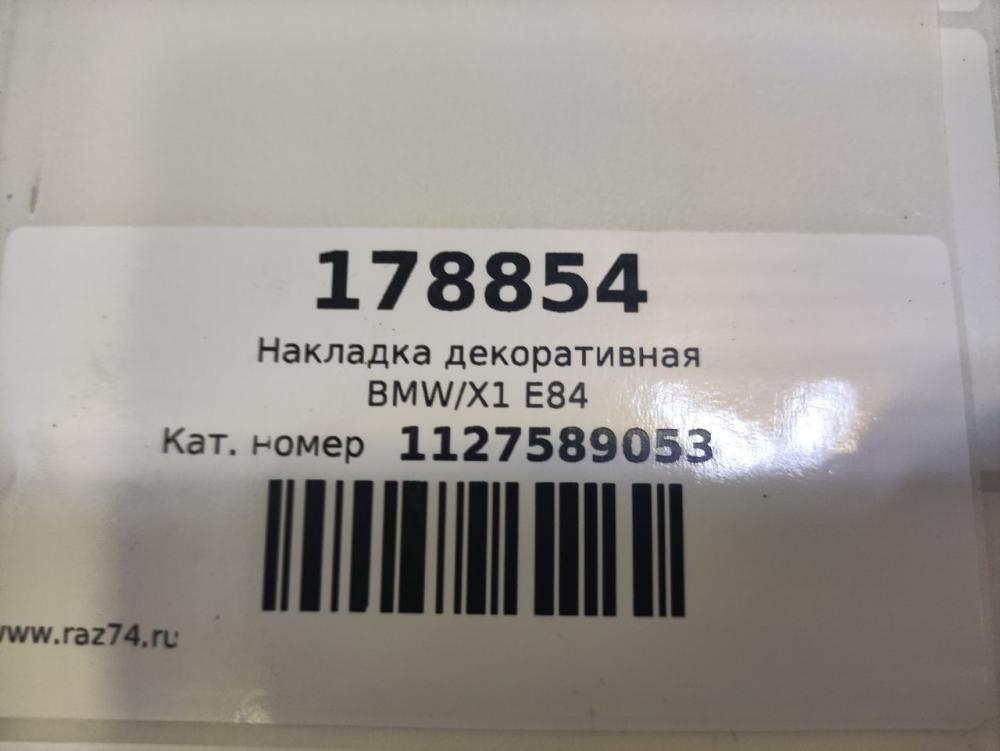 178854
Накладка декоративная
BMW/X1 E84
Кат. номер 1127589053
www.raz74.ru